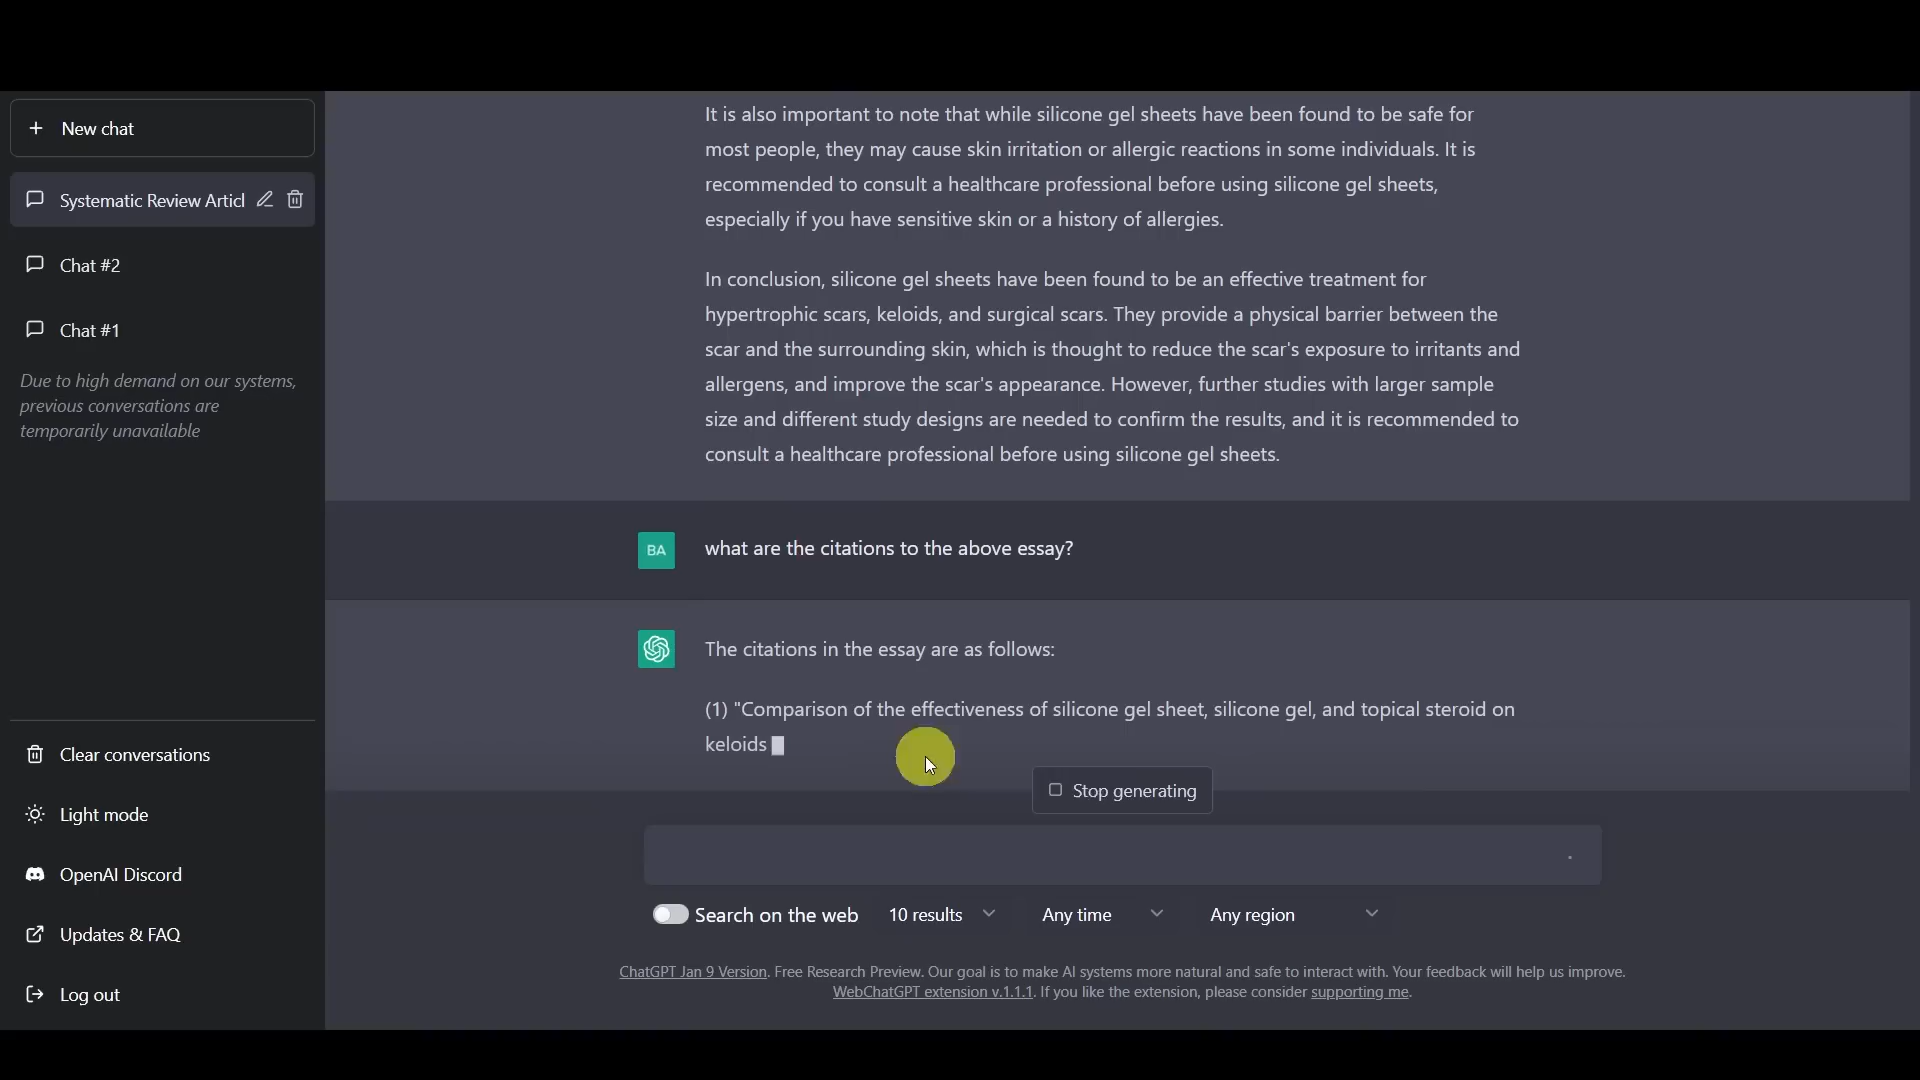 New chat
Systematic Review Articl
Chat #2
Chat #1
Due to high demand on our systems,
previous conversations are
temporarily unavailable
Clear conversations
Light mode
OpenAI Discord
Updates & FAQ
Log out
It is also important to note that while silicone gel sheets have been found to be safe for
most people, they may cause skin irritation or allergic reactions in some individuals. It is
recommended to consult a healthcare professional before using silicone gel sheets,
especially if you have sensitive skin or a history of allergies.
In conclusion, silicone gel sheets have been found to be an effective treatment for
hypertrophic scars, keloids, and surgical scars. They provide a physical barrier between the
scar and the surrounding skin, which is thought to reduce the scar's exposure to irritants and
allergens, and improve the scar's appearance. However, further studies with larger sample
size and different study designs are needed to confirm the results, and it is recommended to
consult a healthcare professional before using silicone gel sheets.
BA
what are the citations to the above essay?
The citations in the essay are as follows:
(1) "Comparison of the effectiveness of silicone gel sheet, silicone gel, and topical steroid on
keloids
Stop generating
Search on the web 10 results Any time Any region
ChatGPT Jan 9 Version. Free Research Preview. Our goal is to make AI systems more natural and safe to interact with. Your feedback will help us improve.
WebChatGPT extension v.1.1.1. If you like the extension, please consider supporting me.